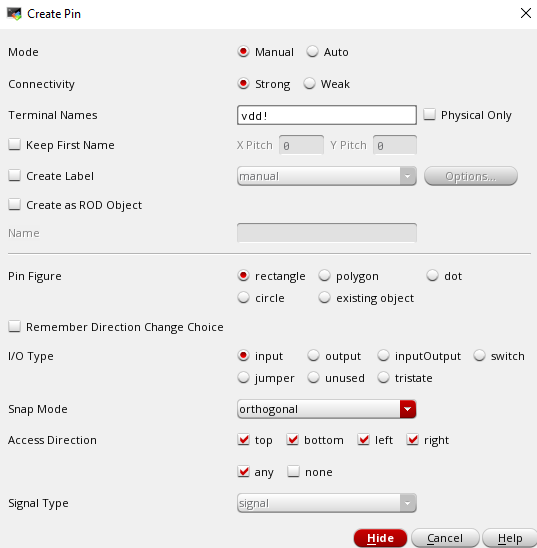 Create Pin
Mode Manual Auto
Connectivity Strong Weak
Terminal Names vdd! Physical Only
Keep First Name X Pitch 0 Y Pitch 0
Create Label manual Options...
Create as ROD Object
Name
Pin Figure rectangle polygon dot
circle existing object
Remember Direction Change Choice
I/O Type input output inputOutput switch
jumper unused tristate
Snap Mode orthogonal
Access Direction top bottom left right
any none
Signal Type signal
Hide Cancel Help